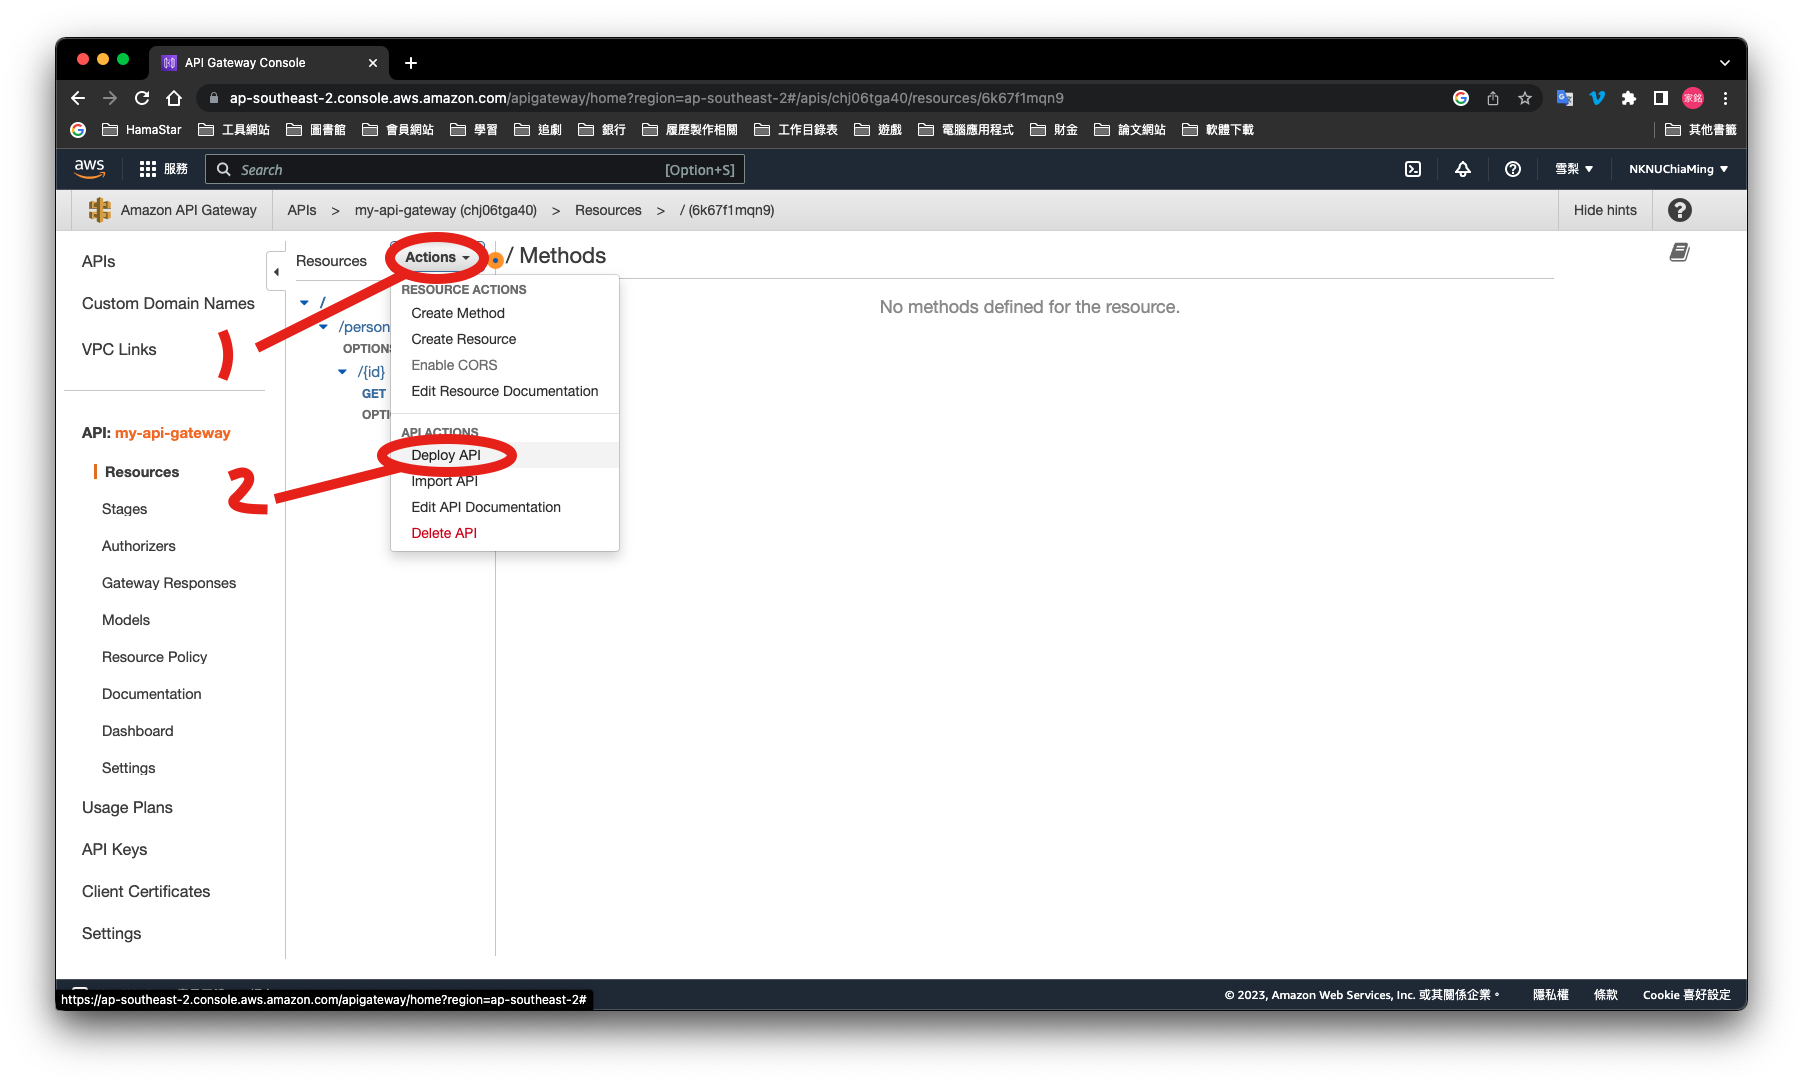 API Gateway Console
ap-southeast-2.console.aws.amazon.com/apigateway/home?region=ap-southeast-2#/apis/chj06tga40/resources/6k67f1mqn9
家銘
HamaStar 工具網站 圖書館 會員網站 學習 追劇 銀行 履歷製作相關 工作目錄表 遊戲 電腦應用程式 財金 論文網站 軟體下載 其他書籤
aws 服務 Search [Option+S] 雪梨 NKNUChiaMing
Amazon API Gateway APIs > my-api-gateway (chj06tga40) > Resources > / (6k67f1mqn9) Hide hints
APIs
Custom Domain Names
VPC Links
API: my-api-gateway
Resources
Stages
Authorizers
Gateway Responses
Models
Resource Policy
Documentation
Dashboard
Settings
Usage Plans
API Keys
Client Certificates
Settings
1
2
Resources Actions
/
/person
OPTIONS
/{id}
GET
OPTI
RESOURCE ACTIONS
Create Method
Create Resource
Enable CORS
Edit Resource Documentation
API ACTIONS
Deploy API
Import API
Edit API Documentation
Delete API
/ Methods
No methods defined for the resource.
https://ap-southeast-2.console.aws.amazon.com/apigateway/home?region=ap-southeast-2#
© 2023, Amazon Web Services, Inc. 或其關係企業。 隱私權 條款 Cookie 喜好設定